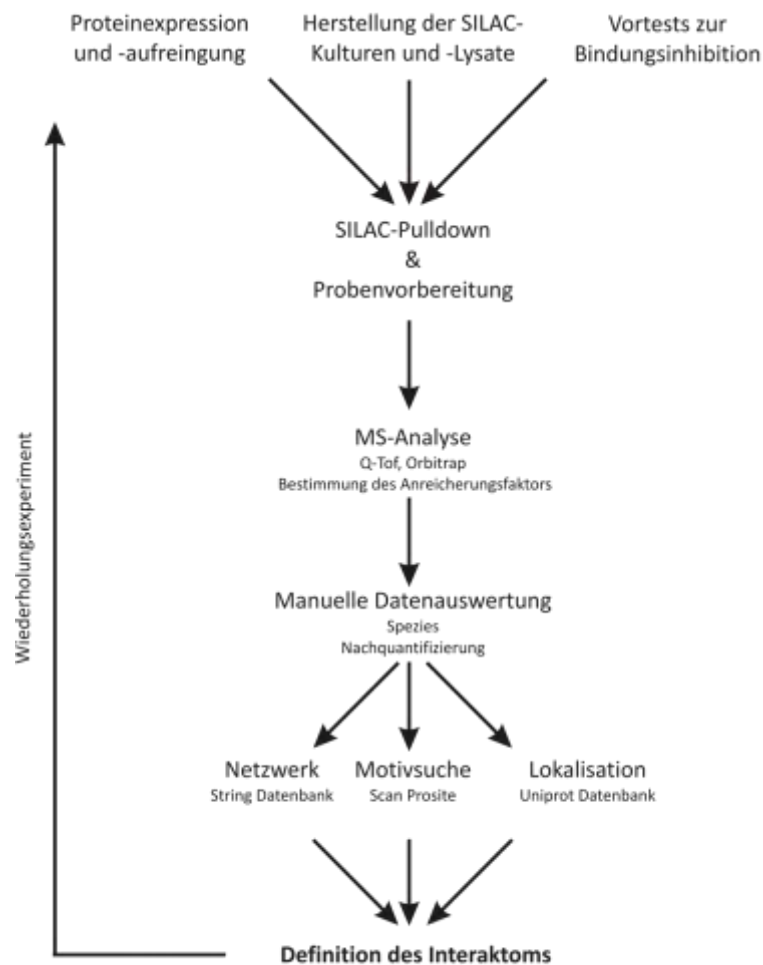 Proteinexpression
und -aufreingung
Herstellung der SILAC-
Kulturen und -Lysate
Vortests zur
Bindungsinhibition
SILAC-Pulldown
&
Probenvorbereitung
MS-Analyse
Q-Tof, Orbitrap
Bestimmung des Anreicherungsfaktors
Wiederholungsexperiment
Manuelle Datenauswertung
Spezies
Nachquantifizierung
Netzwerk
String Datenbank
Motivsuche
Scan Prosite
Lokalisation
Uniprot Datenbank
Definition des Interaktoms